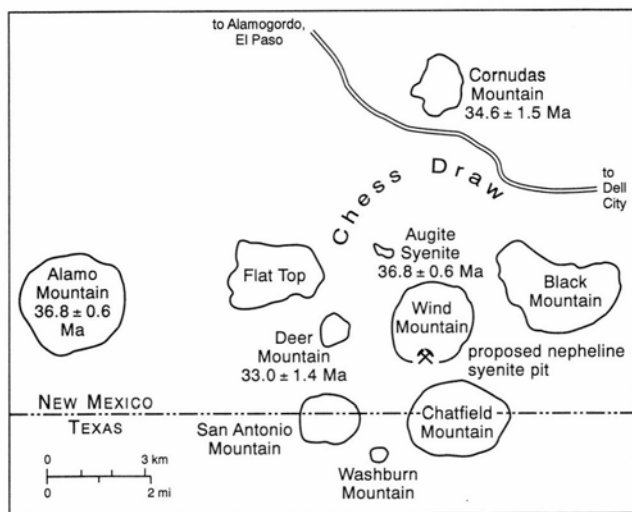 to Alamogordo,
El Paso
Cornudas
Mountain
34.6 ± 1.5 Ma
to
Dell
City
Chess Draw
Augite
Syenite
36.8 ± 0.6 Ma
Alamo
Mountain
36.8 ± 0.6
Ma
Flat Top
Black
Mountain
Wind
Mountain
Deer
Mountain
33.0 ± 1.4 Ma
proposed nepheline
syenite pit
NEW MEXICO
TEXAS
San Antonio
Mountain
Chatfield
Mountain
Washburn
Mountain
0 3 km
0 2 mi